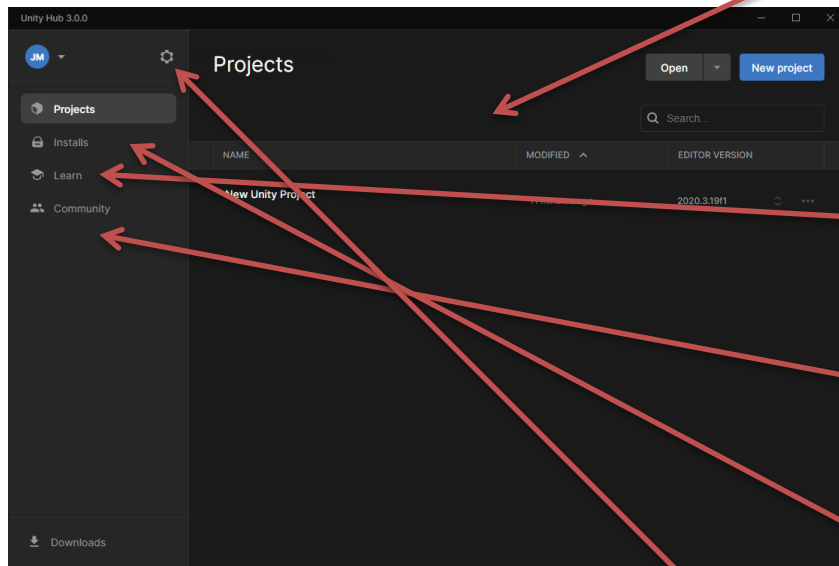 Unity Hub 3.0.0
JM
Projects
Open
New project
Projects
Search...
Installs
NAME
MODIFIED
EDITOR VERSION
Learn
New Unity Project
2020.3.19f1
Community
Downloads